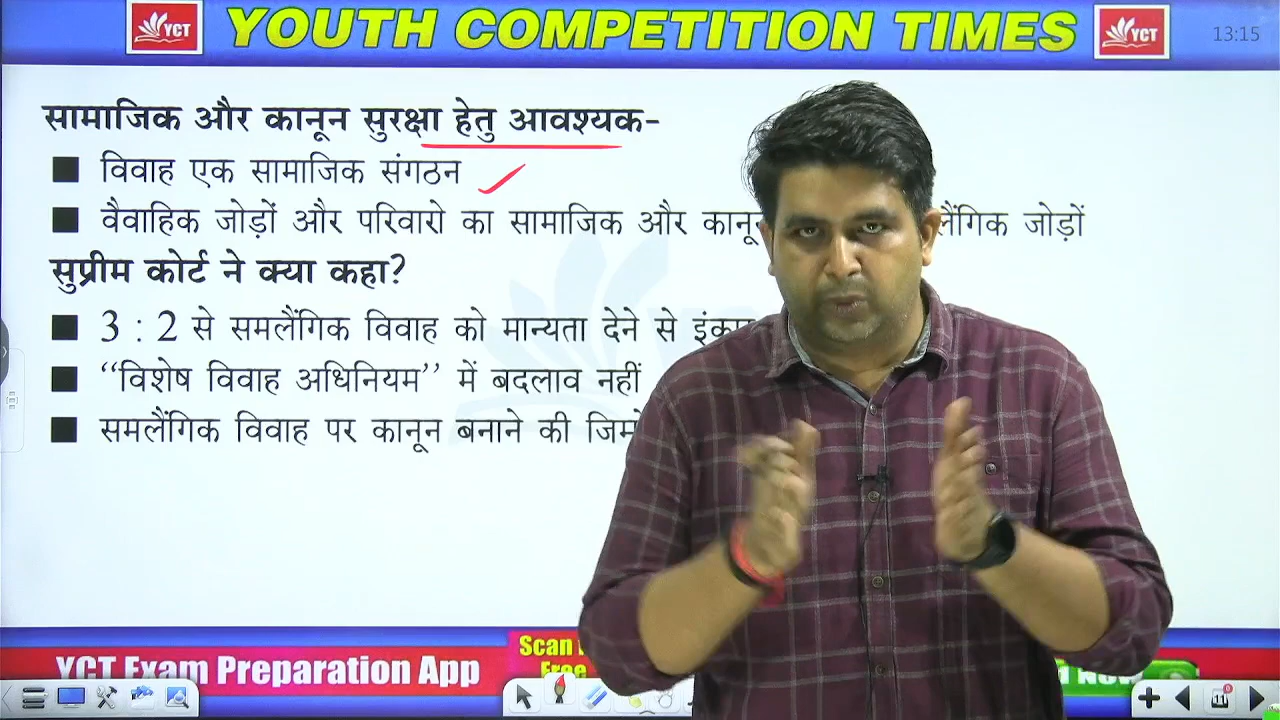 YCT YOUTH COMPETITION TIMES YCT 13:15
सामाजिक और कानून सुरक्षा हेतु आवश्यक-
■ विवाह एक सामाजिक संगठन
■ वैवाहिक जोड़ों और परिवारो का सामाजिक और
सुप्रीम कोर्ट ने क्या कहा?
■ 3 : 2 से समलैंगिक विवाह को मान्यता देने से
■ “विशेष विवाह अधिनियम” में बदलाव नहीं
■ समलैंगिक विवाह पर कानून बनाने की
YCT Exam Preparation App
Scan
Free